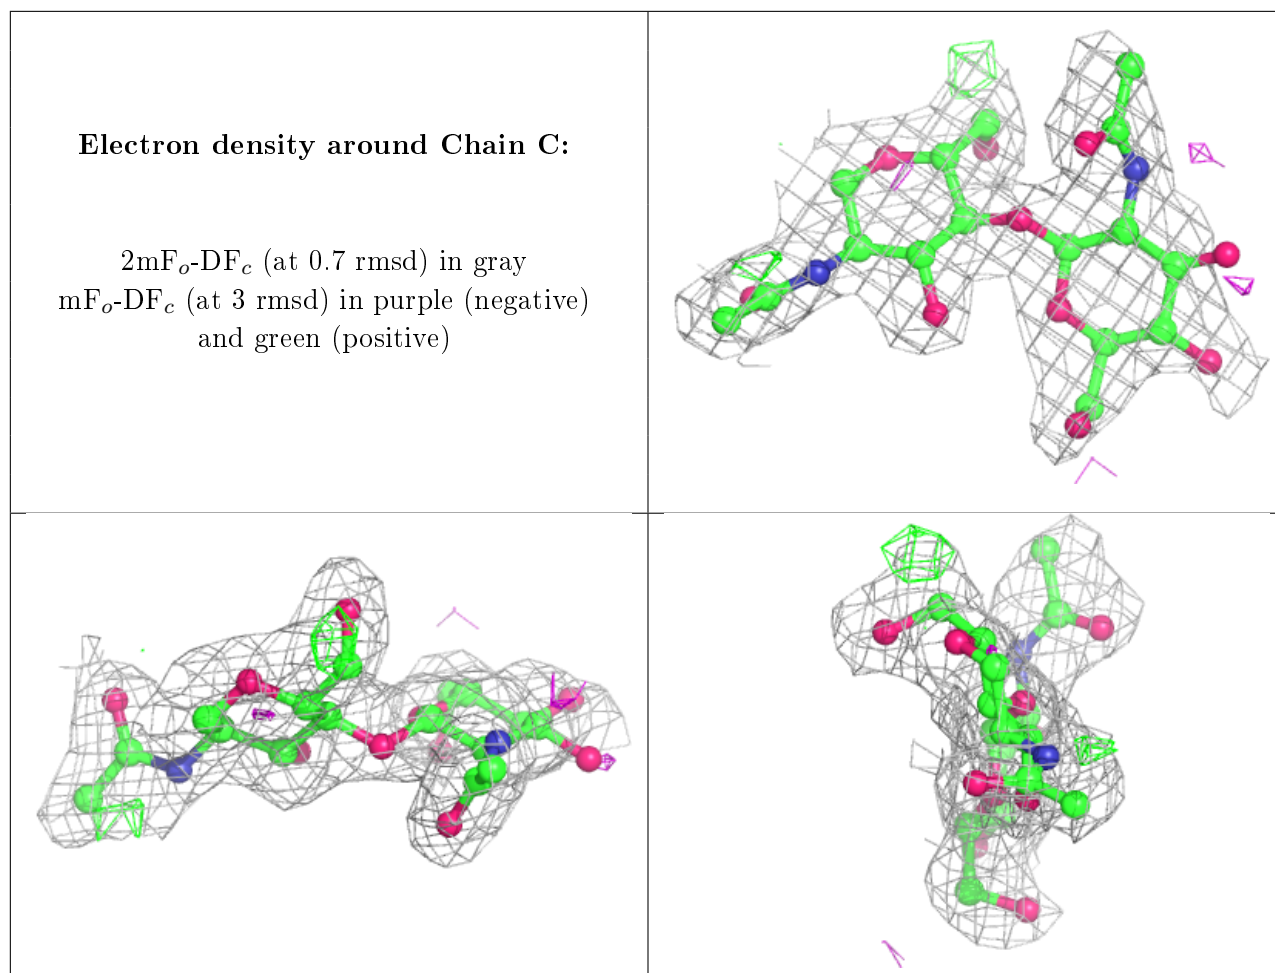 Electron density around Chain C:
2mFₒ-DF𝒸 (at 0.7 rmsd) in gray
mFₒ-DF𝒸 (at 3 rmsd) in purple (negative)
and green (positive)